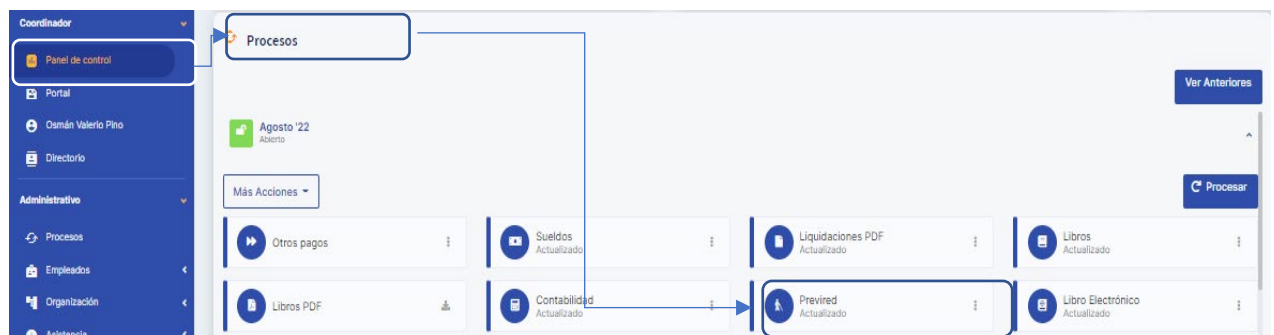 Coordinador
Panel de control
Portal
Osmán Valerio Pino
Directorio
Administrativo
Procesos
Empleados
Organización
Asistencia
Procesos
Ver Anteriores
Agosto '22
Abierto
Más Acciones
Procesar
Otros pagos
Sueldos
Actualizado
Liquidaciones PDF
Actualizado
Libros
Actualizado
Libros PDF
Contabilidad
Actualizado
Previred
Actualizado
Libro Electrónico
Actualizado